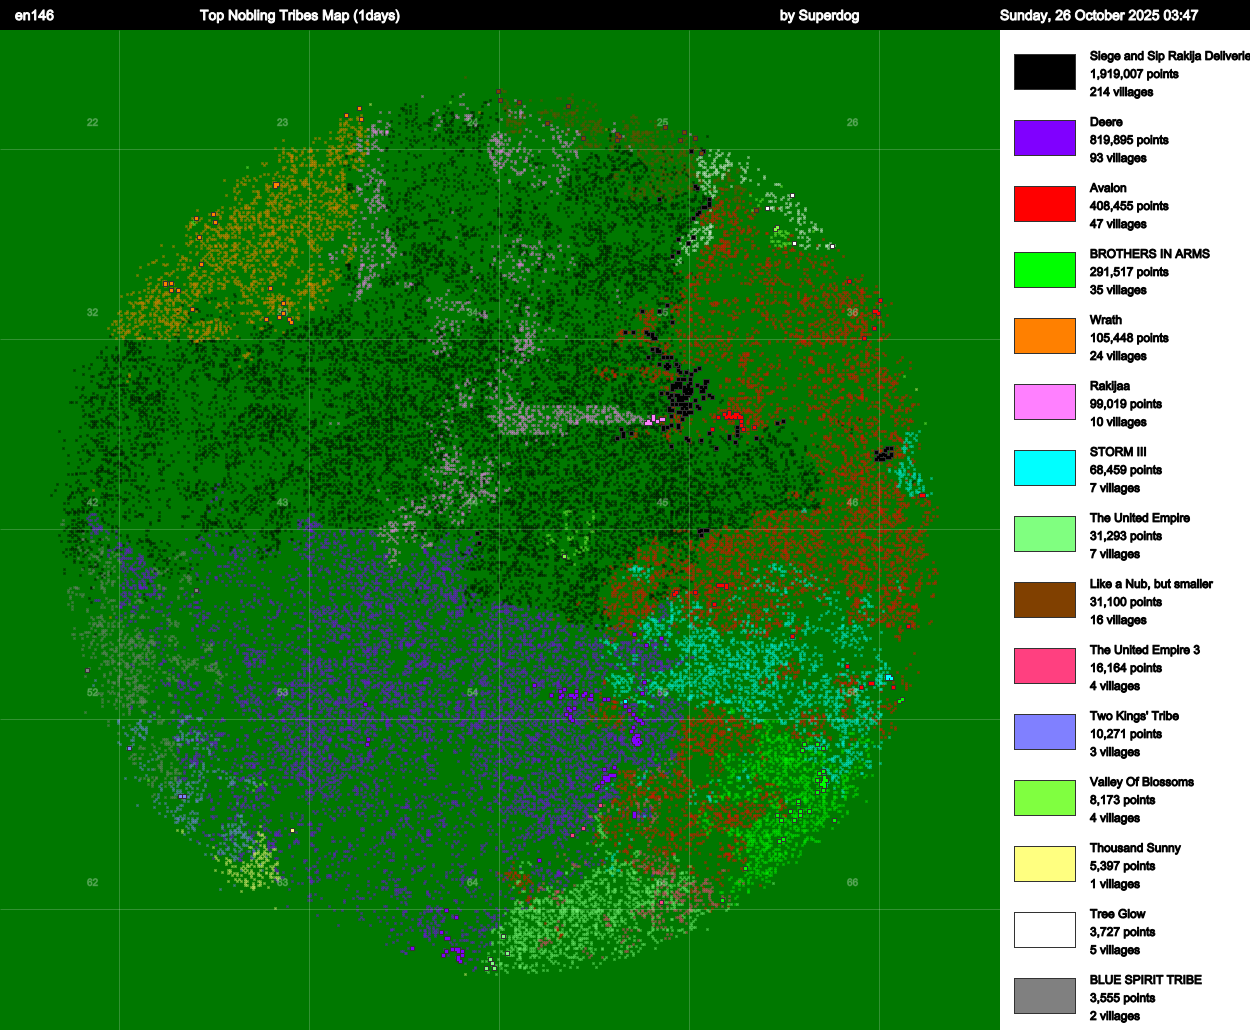 en146 Top Nobling Tribes Map (1days) by Superdog Sunday, 26 October 2025 03:47
Siege and Sip Rakija Deliverie
1,919,007 points
214 villages
Deere
819,895 points
93 villages
Avalon
408,455 points
47 villages
BROTHERS IN ARMS
291,517 points
35 villages
Wrath
105,448 points
24 villages
Rakijaa
99,019 points
10 villages
STORM III
68,459 points
7 villages
The United Empire
31,293 points
7 villages
Like a Nub, but smaller
31,100 points
16 villages
The United Empire 3
16,164 points
4 villages
Two Kings' Tribe
10,271 points
3 villages
Valley Of Blossoms
8,173 points
4 villages
Thousand Sunny
5,397 points
1 villages
Tree Glow
3,727 points
5 villages
BLUE SPIRIT TRIBE
3,555 points
2 villages
22 23 24 25 26
32 34 35 36
42 43 45 46
52 53 54 55 56
62 63 64 65 66